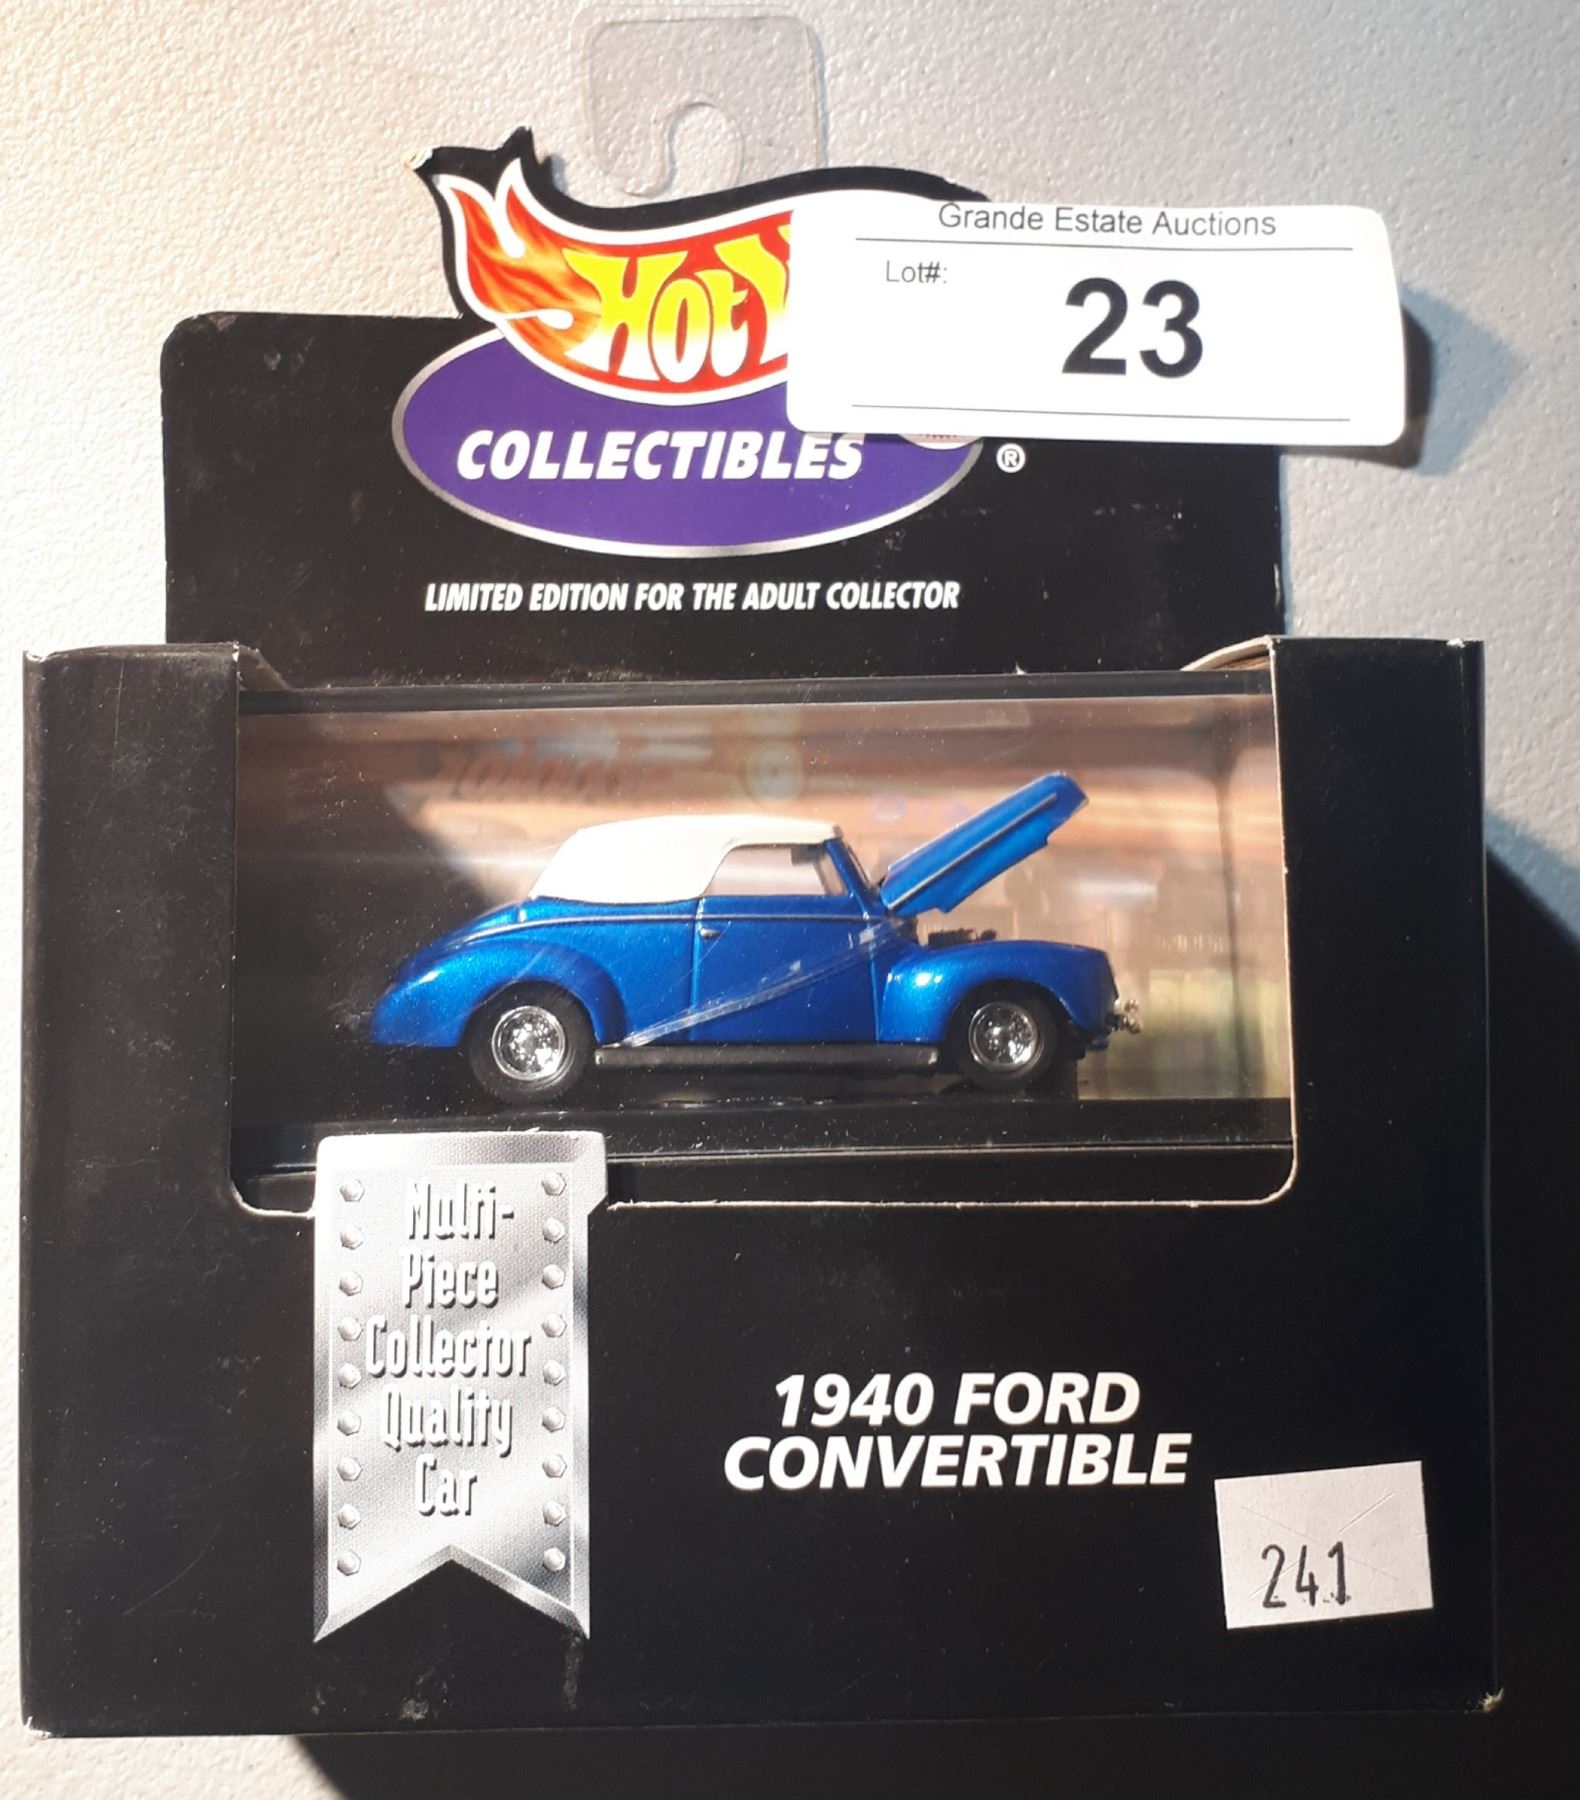 Grande Estate Auctions
Lot#:
23
Hot
COLLECTIBLES
®
LIMITED EDITION FOR THE ADULT COLLECTOR
Multi-
Piece
Collector
Quality
Car
1940 FORD
CONVERTIBLE
241